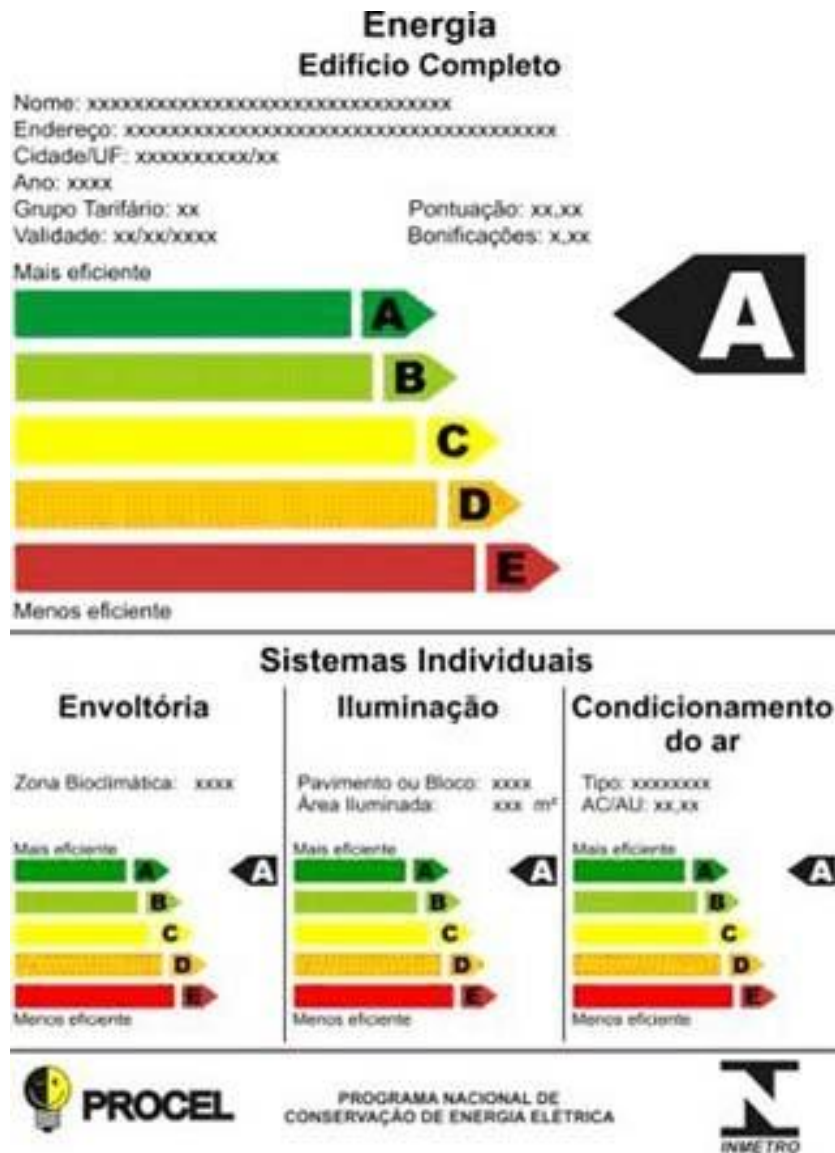 Energia
Edifício Completo
Nome: xxxxxxxxxxxxxxxxxxxxxxxxxxxxxxxx
Endereço: xxxxxxxxxxxxxxxxxxxxxxxxxxxxxxxxxxxxxx
Cidade/UF: xxxxxxxxxx/xx
Ano: xxxx
Grupo Tarifário: xx Pontuação: xx,xx
Validade: xx/xx/xxxx Bonificações: x,xx
Mais eficiente
A A
B
C
D
E
Menos eficiente
Sistemas Individuais
Envoltória
Zona Bioclimática: xxxx
Mais eficiente
A A
B
C
D
E
Menos eficiente
Iluminação
Pavimento ou Bloco: xxxx
Área Iluminada: xxx m²
Mais eficiente
A A
B
C
D
E
Menos eficiente
Condicionamento
do ar
Tipo: xxxxxxxx
AC/AU: xx,xx
Mais eficiente
A A
B
C
D
E
Menos eficiente
PROCEL
PROGRAMA NACIONAL DE
CONSERVAÇÃO DE ENERGIA ELÉTRICA
INMETRO